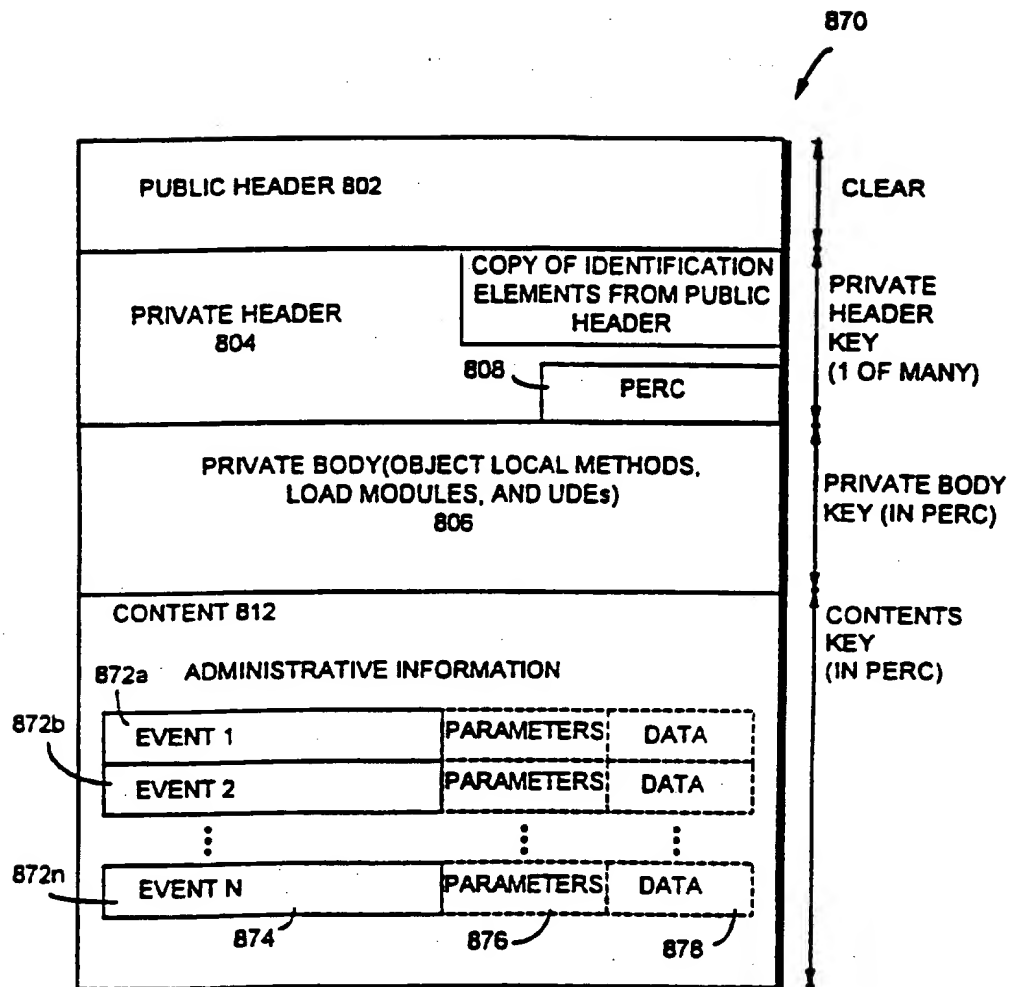 870
PUBLIC HEADER 802
CLEAR
COPY OF IDENTIFICATION
ELEMENTS FROM PUBLIC
HEADER
PRIVATE HEADER
804
808
PERC
PRIVATE
HEADER
KEY
(1 OF MANY)
PRIVATE BODY(OBJECT LOCAL METHODS,
LOAD MODULES, AND UDEs)
806
PRIVATE BODY
KEY (IN PERC)
CONTENT 812
CONTENTS
KEY
(IN PERC)
ADMINISTRATIVE INFORMATION
872a
EVENT 1 PARAMETERS DATA
872b
EVENT 2 PARAMETERS DATA
872n
EVENT N PARAMETERS DATA
874 876 878